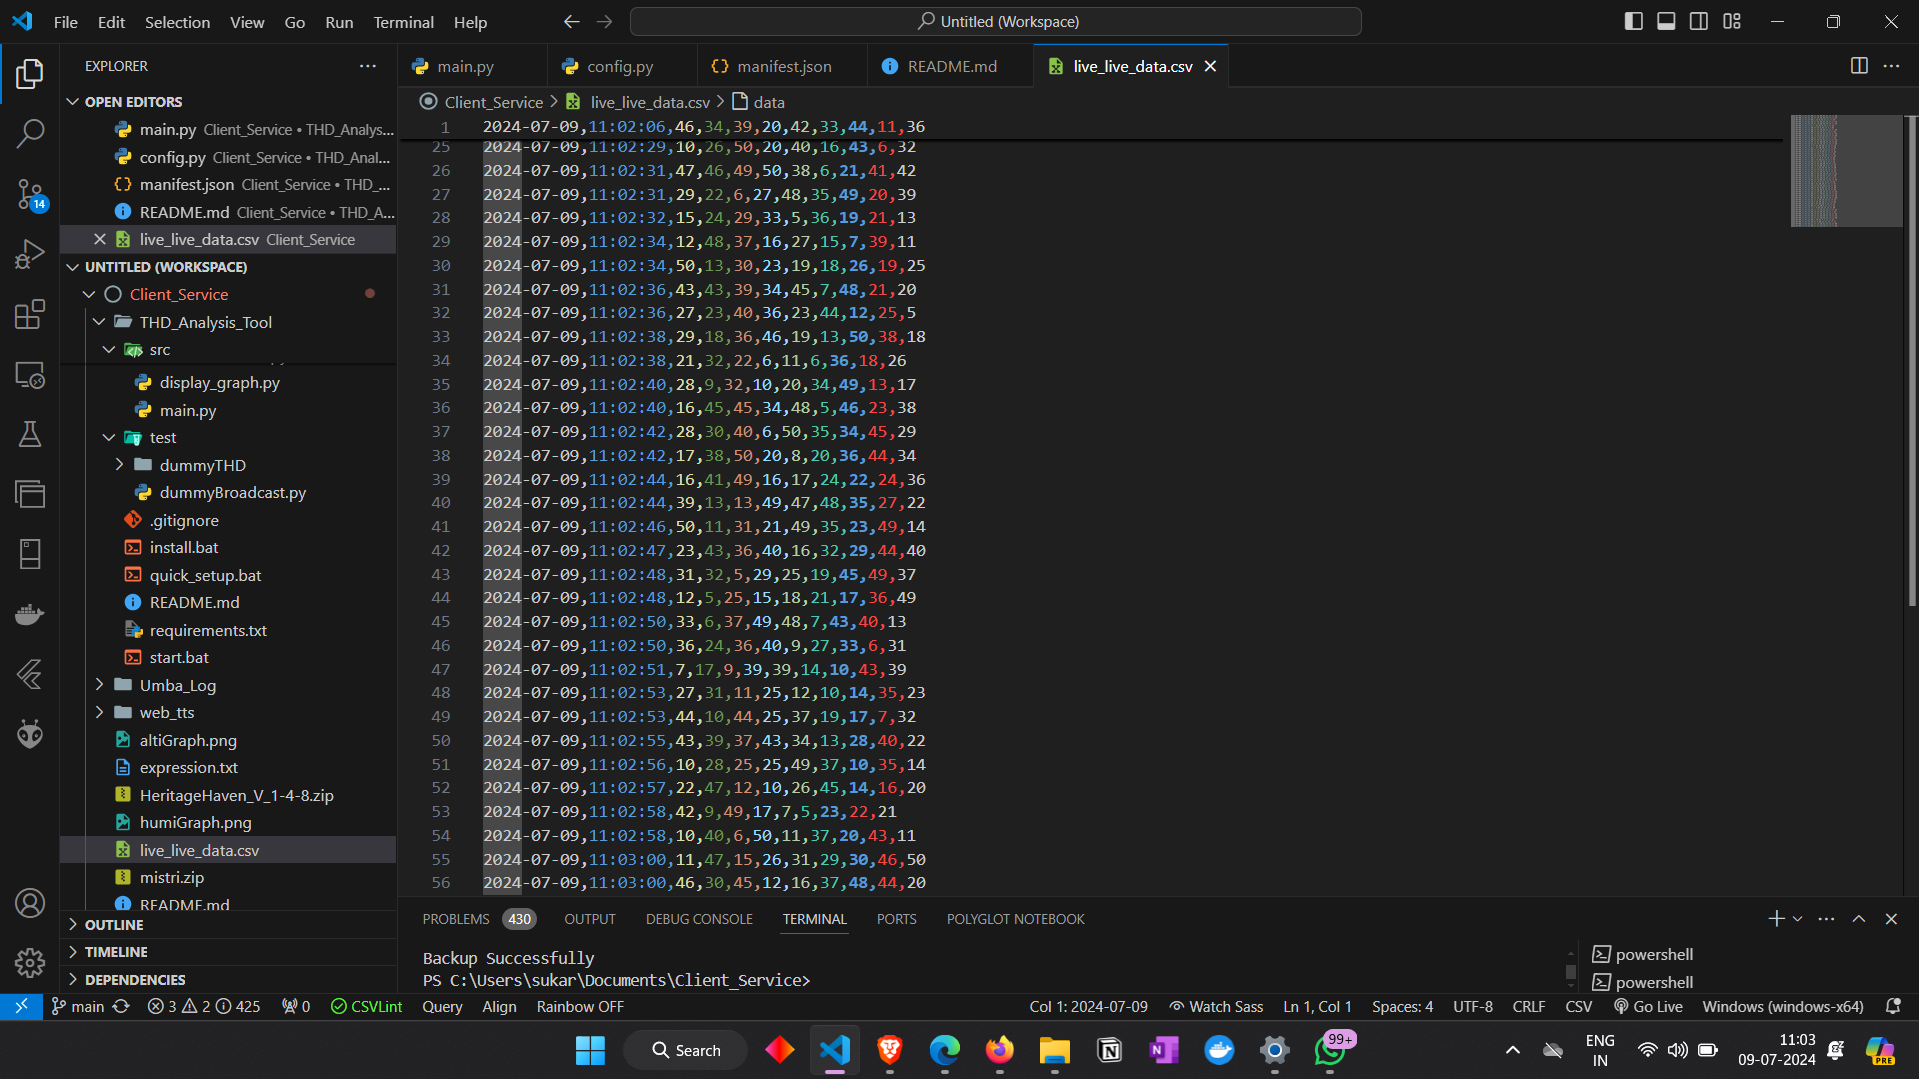 File Edit Selection View Go Run Terminal Help
Untitled (Workspace)
EXPLORER
OPEN EDITORS
main.py Client_Service • THD_Analys...
config.py Client_Service • THD_Anal...
manifest.json Client_Service • THD_...
README.md Client_Service • THD_A...
live_live_data.csv Client_Service
UNTITLED (WORKSPACE)
Client_Service
THD_Analysis_Tool
src
display_graph.py
main.py
test
dummyTHD
dummyBroadcast.py
.gitignore
install.bat
quick_setup.bat
README.md
requirements.txt
start.bat
Umba_Log
web_tts
altiGraph.png
expression.txt
HeritageHaven_V_1-4-8.zip
humiGraph.png
live_live_data.csv
mistri.zip
README.md
OUTLINE
TIMELINE
DEPENDENCIES
14
main.py config.py manifest.json README.md live_live_data.csv
Client_Service > live_live_data.csv > data
1 2024-07-09,11:02:06,46,34,39,20,42,33,44,11,36
25 2024-07-09,11:02:29,10,26,50,20,40,16,43,6,32
26 2024-07-09,11:02:31,47,46,49,50,38,6,21,41,42
27 2024-07-09,11:02:31,29,22,6,27,48,35,49,20,39
28 2024-07-09,11:02:32,15,24,29,33,5,36,19,21,13
29 2024-07-09,11:02:34,12,48,37,16,27,15,7,39,11
30 2024-07-09,11:02:34,50,13,30,23,19,18,26,19,25
31 2024-07-09,11:02:36,43,43,39,34,45,7,48,21,20
32 2024-07-09,11:02:36,27,23,40,36,23,44,12,25,5
33 2024-07-09,11:02:38,29,18,36,46,19,13,50,38,18
34 2024-07-09,11:02:38,21,32,22,6,11,6,36,18,26
35 2024-07-09,11:02:40,28,9,32,10,20,34,49,13,17
36 2024-07-09,11:02:40,16,45,45,34,48,5,46,23,38
37 2024-07-09,11:02:42,28,30,40,6,50,35,34,45,29
38 2024-07-09,11:02:42,17,38,50,20,8,20,36,44,34
39 2024-07-09,11:02:44,16,41,49,16,17,24,22,24,36
40 2024-07-09,11:02:44,39,13,13,49,47,48,35,27,22
41 2024-07-09,11:02:46,50,11,31,21,49,35,23,49,14
42 2024-07-09,11:02:47,23,43,36,40,16,32,29,44,40
43 2024-07-09,11:02:48,31,32,5,29,25,19,45,49,37
44 2024-07-09,11:02:48,12,5,25,15,18,21,17,36,49
45 2024-07-09,11:02:50,33,6,37,49,48,7,43,40,13
46 2024-07-09,11:02:50,36,24,36,40,9,27,33,6,31
47 2024-07-09,11:02:51,7,17,9,39,39,14,10,43,39
48 2024-07-09,11:02:53,27,31,11,25,12,10,14,35,23
49 2024-07-09,11:02:53,44,10,44,25,37,19,17,7,32
50 2024-07-09,11:02:55,43,39,37,43,34,13,28,40,22
51 2024-07-09,11:02:56,10,28,25,25,49,37,10,35,14
52 2024-07-09,11:02:57,22,47,12,10,26,45,14,16,20
53 2024-07-09,11:02:58,42,9,49,17,7,5,23,22,21
54 2024-07-09,11:02:58,10,40,6,50,11,37,20,43,11
55 2024-07-09,11:03:00,11,47,15,26,31,29,30,46,50
56 2024-07-09,11:03:00,46,30,45,12,16,37,48,44,20
PROBLEMS 430 OUTPUT DEBUG CONSOLE TERMINAL PORTS POLYGLOT NOTEBOOK
Backup Successfully
PS C:\Users\sukar\Documents\Client_Service>
powershell
powershell
main 3 2 425 0 CSVLint Query Align Rainbow OFF Col 1: 2024-07-09 Watch Sass Ln 1, Col 1 Spaces: 4 UTF-8 CRLF CSV Go Live Windows (windows-x64)
Search
99+
ENG
IN
11:03
09-07-2024
PRE